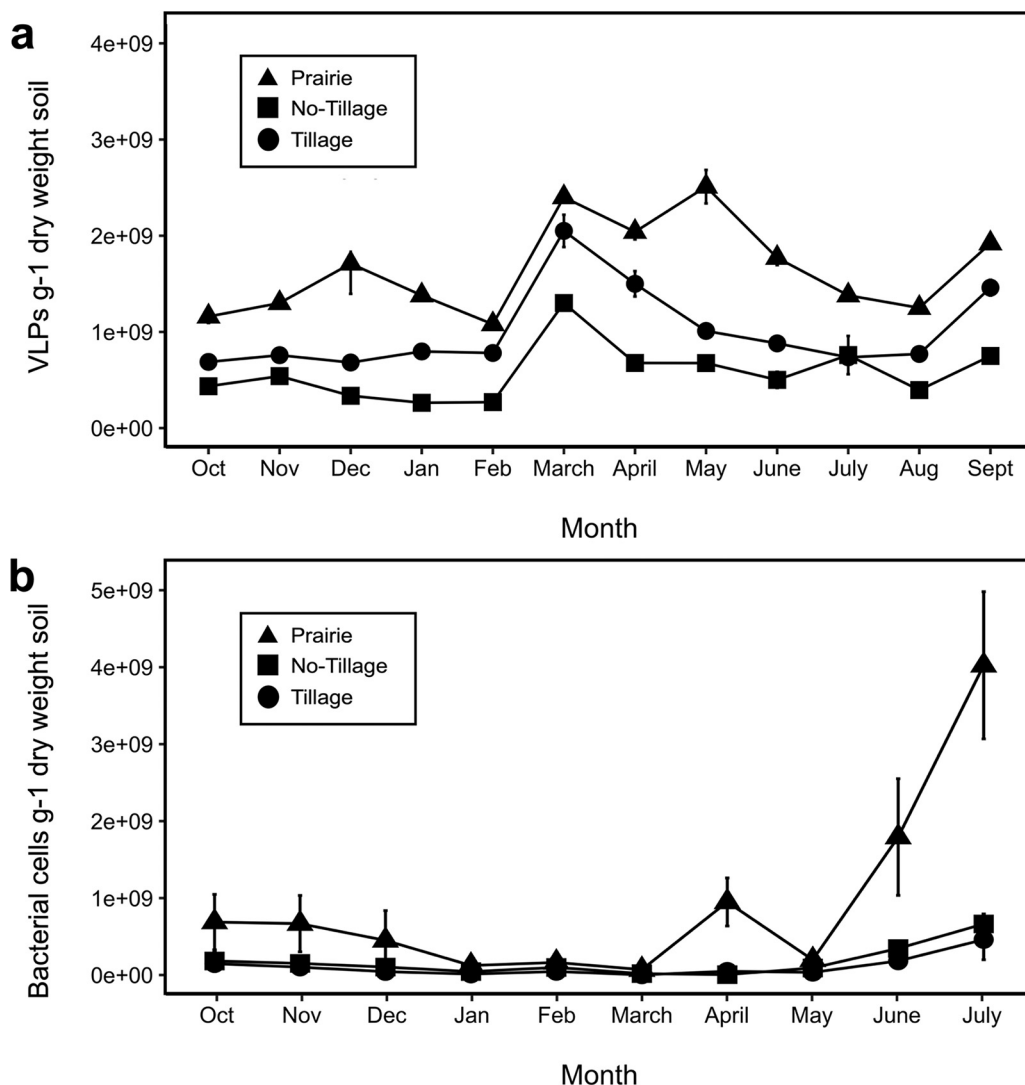 a
VLPs g-1 dry weight soil
4e+09
3e+09
2e+09
1e+09
0e+00
Prairie
No-Tillage
Tillage
Oct Nov Dec Jan Feb March April May June July Aug Sept
Month
b
Bacterial cells g-1 dry weight soil
5e+09
4e+09
3e+09
2e+09
1e+09
0e+00
Prairie
No-Tillage
Tillage
Oct Nov Dec Jan Feb March April May June July
Month